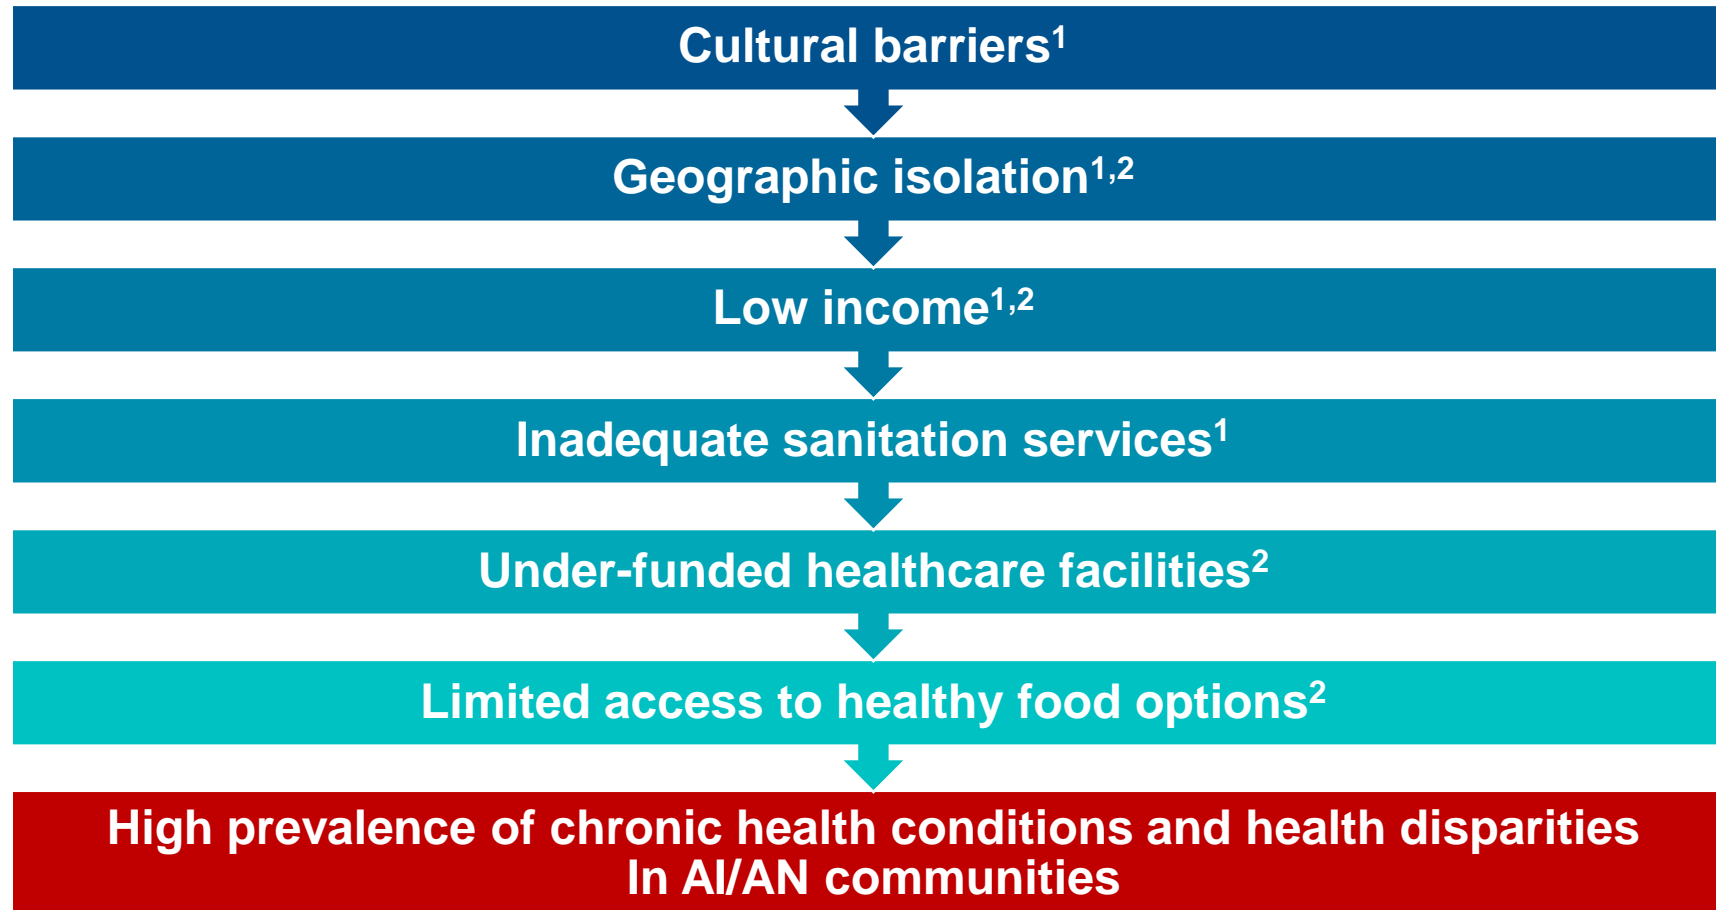 Cultural barriers¹
Geographic isolation¹,²
Low income¹,²
Inadequate sanitation services¹
Under-funded healthcare facilities²
Limited access to healthy food options²
High prevalence of chronic health conditions and health disparities
In AI/AN communities